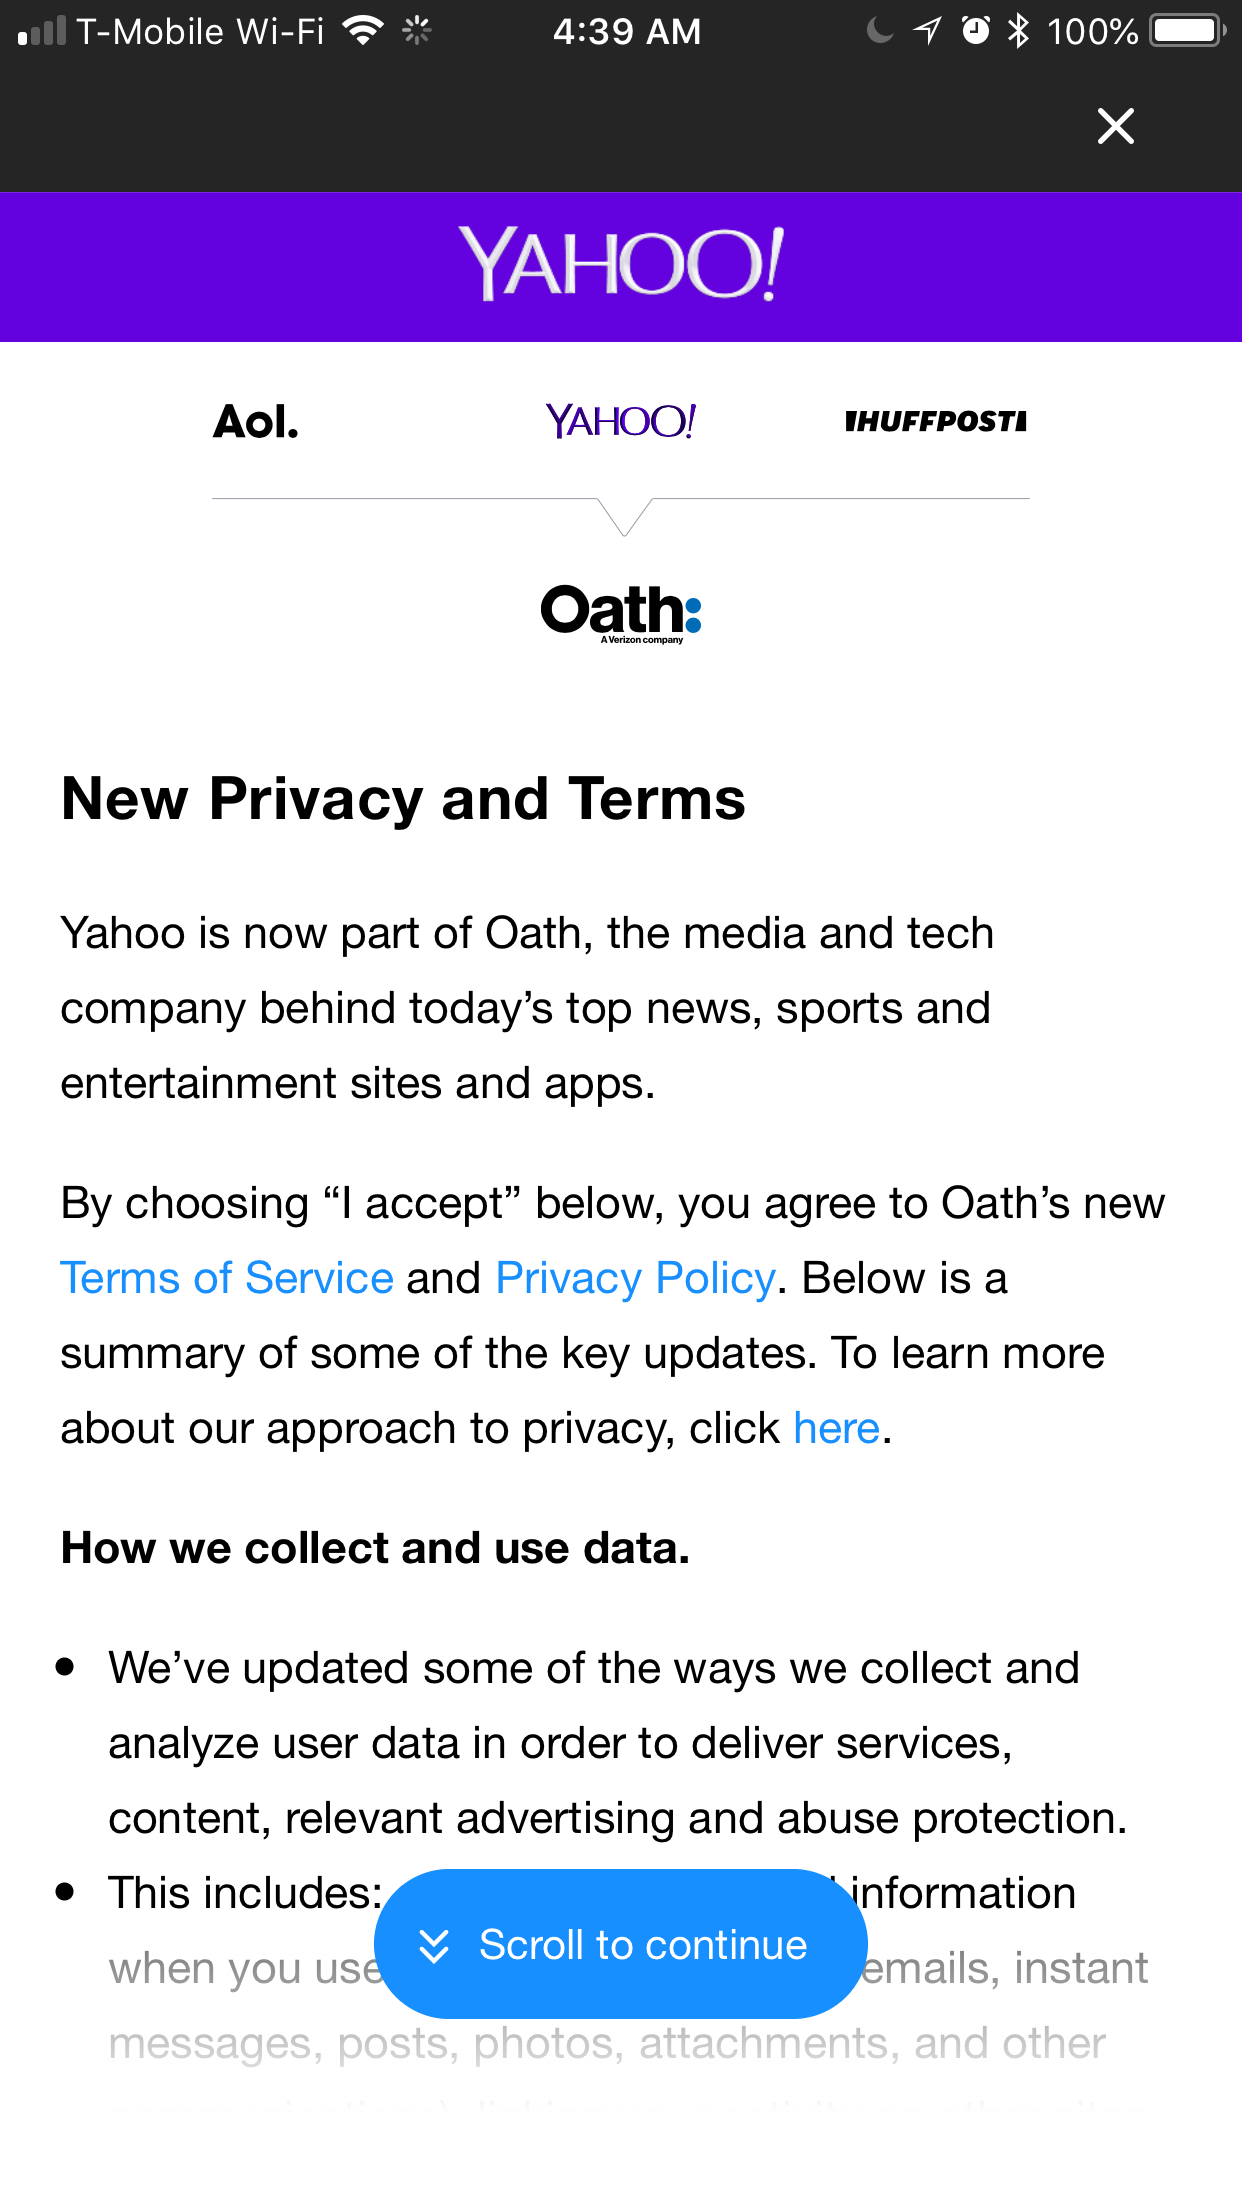 T-Mobile Wi-Fi 4:39 AM 100%
YAHOO!
Aol. YAHOO! HUFFPOST
Oath:
A Verizon company
New Privacy and Terms
Yahoo is now part of Oath, the media and tech
company behind today’s top news, sports and
entertainment sites and apps.
By choosing “I accept” below, you agree to Oath’s new
Terms of Service and Privacy Policy. Below is a
summary of some of the key updates. To learn more
about our approach to privacy, click here.
How we collect and use data.
• We’ve updated some of the ways we collect and
analyze user data in order to deliver services,
content, relevant advertising and abuse protection.
• This includes: information
Scroll to continue
when you use emails, instant
messages, posts, photos, attachments, and other